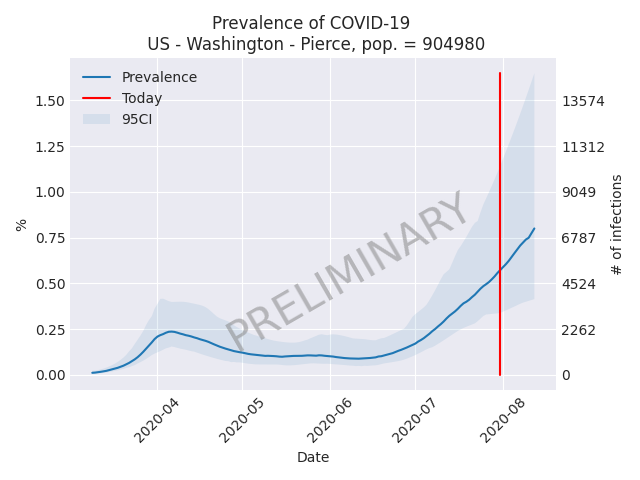 Prevalence of COVID-19
US - Washington - Pierce, pop. = 904980
Prevalence
Today
95CI
PRELIMINARY
1.50
1.25
1.00
0.75
0.50
0.25
0.00
%
13574
11312
9049
6787
4524
2262
0
# of infections
2020-04
2020-05
2020-06
2020-07
2020-08
Date